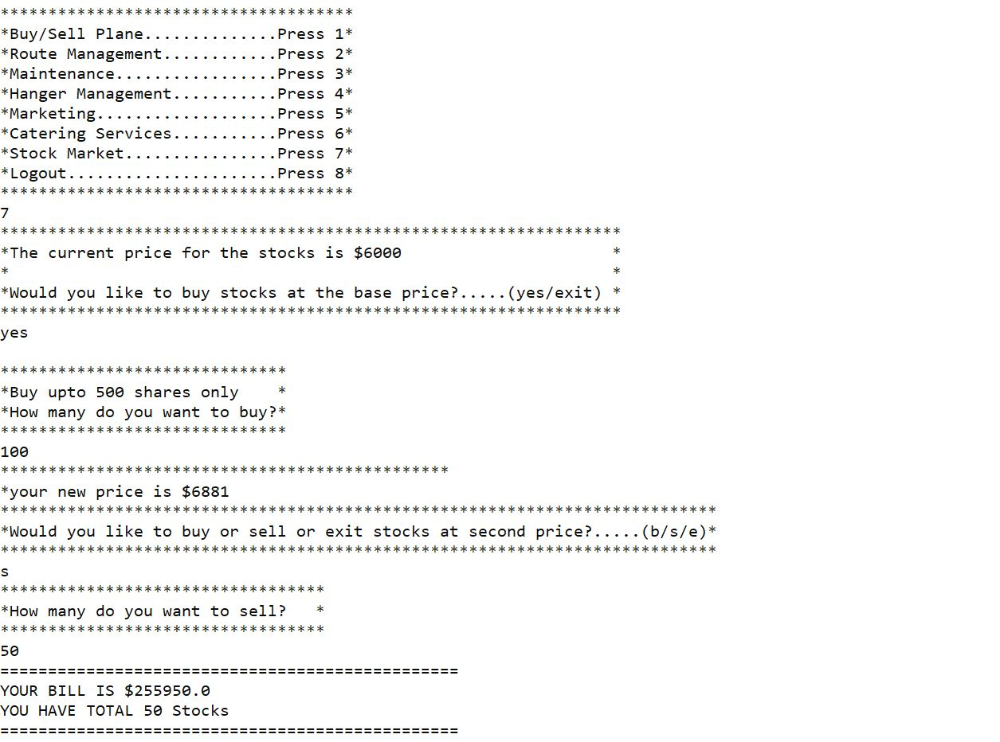 *************************************
*Buy/Sell Plane..............Press 1*
*Route Management............Press 2*
*Maintenance.................Press 3*
*Hanger Management...........Press 4*
*Marketing...................Press 5*
*Catering Services...........Press 6*
*Stock Market................Press 7*
*Logout......................Press 8*
*************************************
7
*****************************************************************
*The current price for the stocks is $6000                      *
*                                                               *
*Would you like to buy stocks at the base price?.....(yes/exit) *
*****************************************************************
yes

******************************
*Buy upto 500 shares only    *
*How many do you want to buy?*
******************************
100
***********************************************
*your new price is $6881
***************************************************************************
*Would you like to buy or sell or exit stocks at second price?.....(b/s/e)*
***************************************************************************
s
**********************************
*How many do you want to sell?   *
**********************************
50
================================================
YOUR BILL IS $255950.0
YOU HAVE TOTAL 50 Stocks
================================================